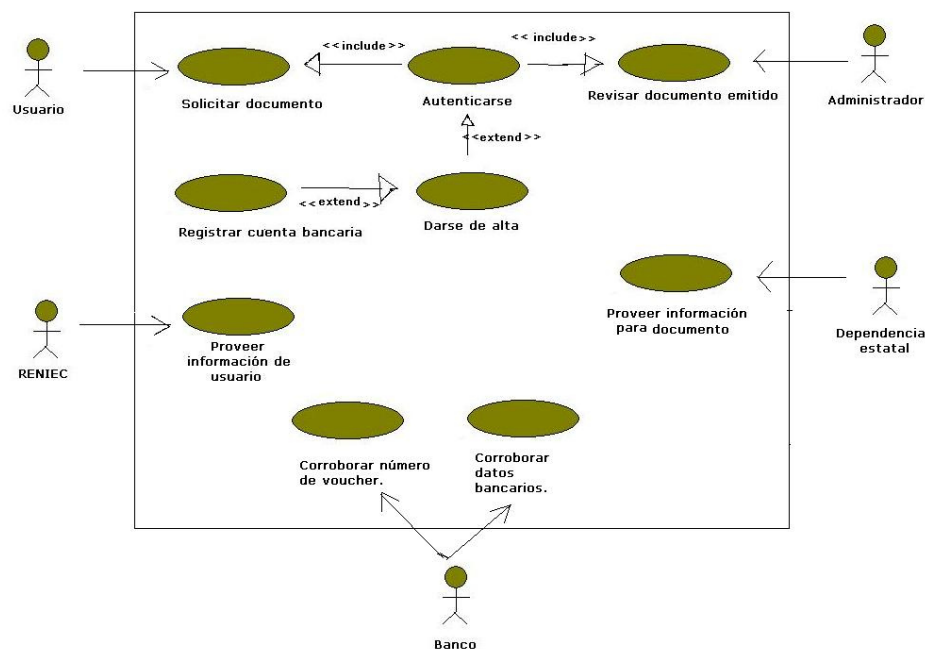 << include >>
<< include >>
Usuario
Solicitar documento
Autenticarse
Revisar documento emitido
Administrador
<<extend >>
<<extend >>
Registrar cuenta bancaria
Darse de alta
Proveer información
para documento
Dependencia
estatal
RENIEC
Proveer
información de
usuario
Corroborar número
de voucher.
Corroborar
datos
bancarios.
Banco